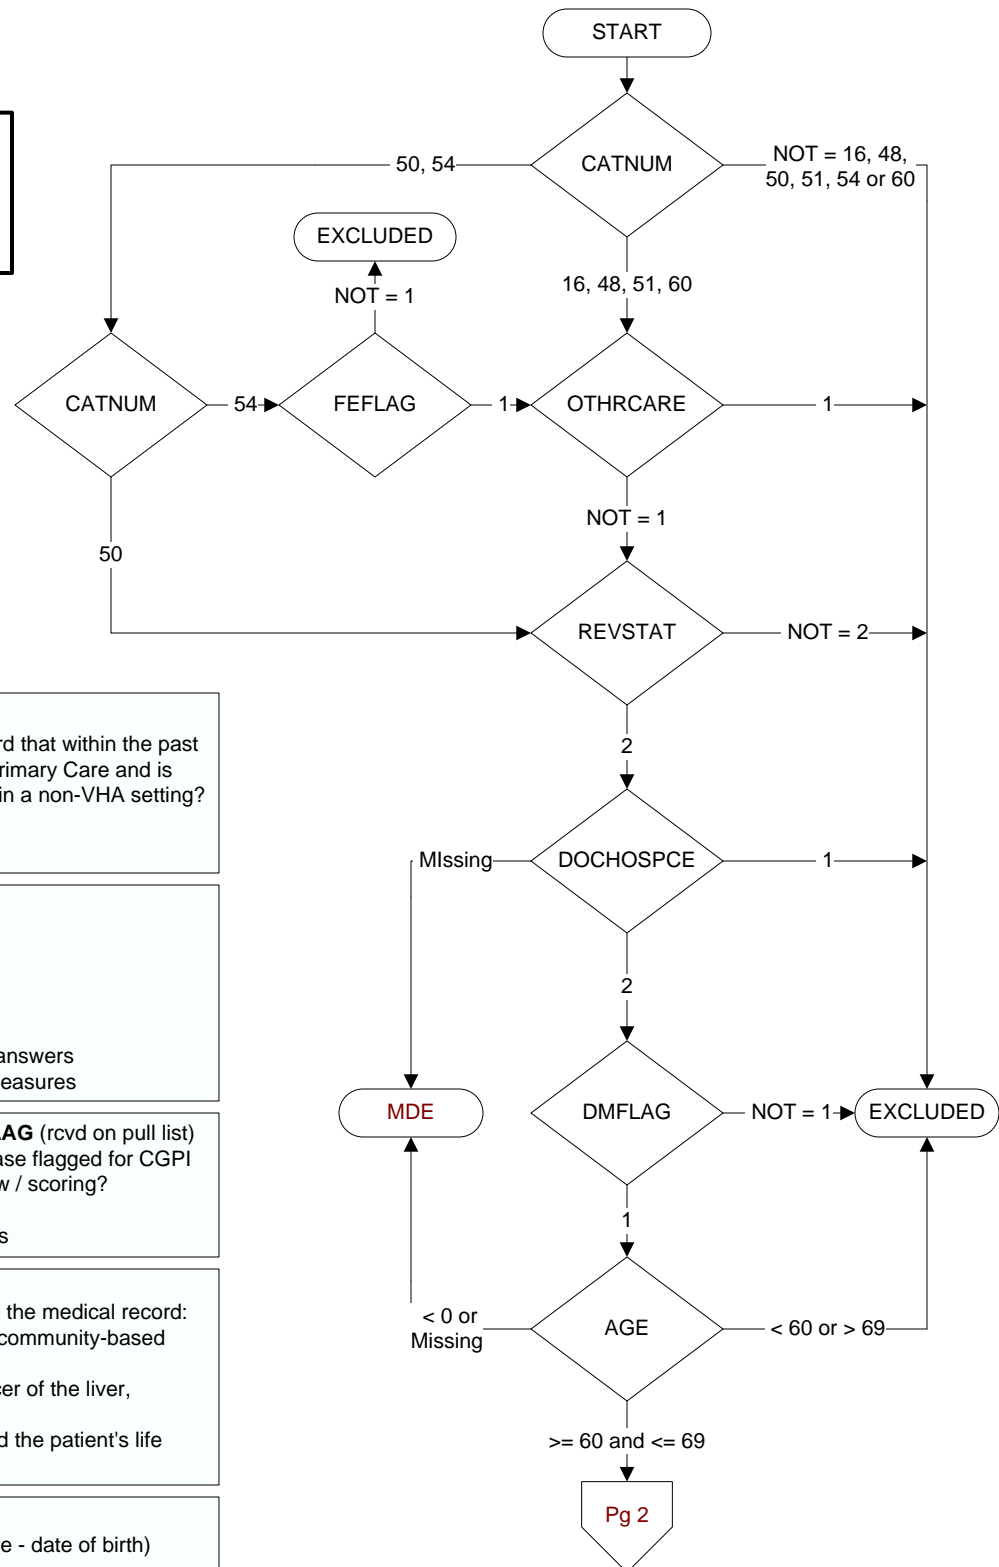 START
CATNUM
50, 54
NOT = 16, 48,
50, 51, 54 or 60
EXCLUDED
16, 48, 51, 60
NOT = 1
CATNUM
54
FEFLAG
1
OTHRCARE
1
NOT = 1
50
REVSTAT
NOT = 2
2
rd that within the past
rimary Care and is
in a non-VHA setting?
MIssing
DOCHOSPCE
1
2
answers
easures
MDE
DMFLAG
NOT = 1
EXCLUDED
LAG (rcvd on pull list)
ase flagged for CGPI
w / scoring?
s
1
the medical record:
community-based
cer of the liver,
d the patient's life
< 0 or
Missing
AGE
< 60 or > 69
>= 60 and <= 69
Pg 2
e - date of birth)